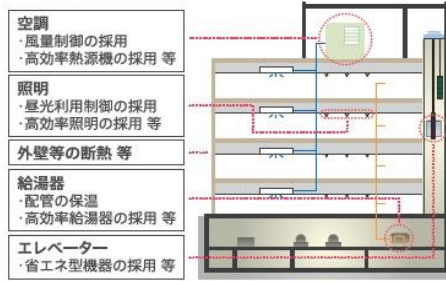 空調
・風量制御の採用
・高効率熱源機の採用 等
照明
・昼光利用制御の採用
・高効率照明の採用 等
外壁等の断熱 等
給湯器
・配管の保温
・高効率給湯器の採用 等
エレベーター
・省エネ型機器の採用 等